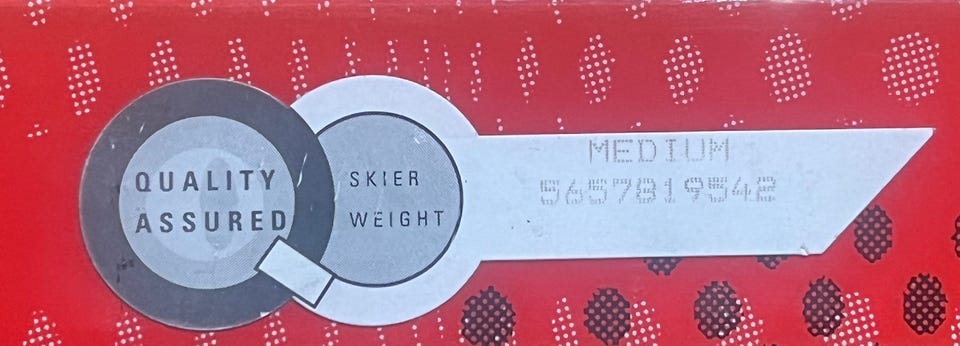 QUALITY
ASSURED
SKIER
WEIGHT
MEDIUM
5657819542